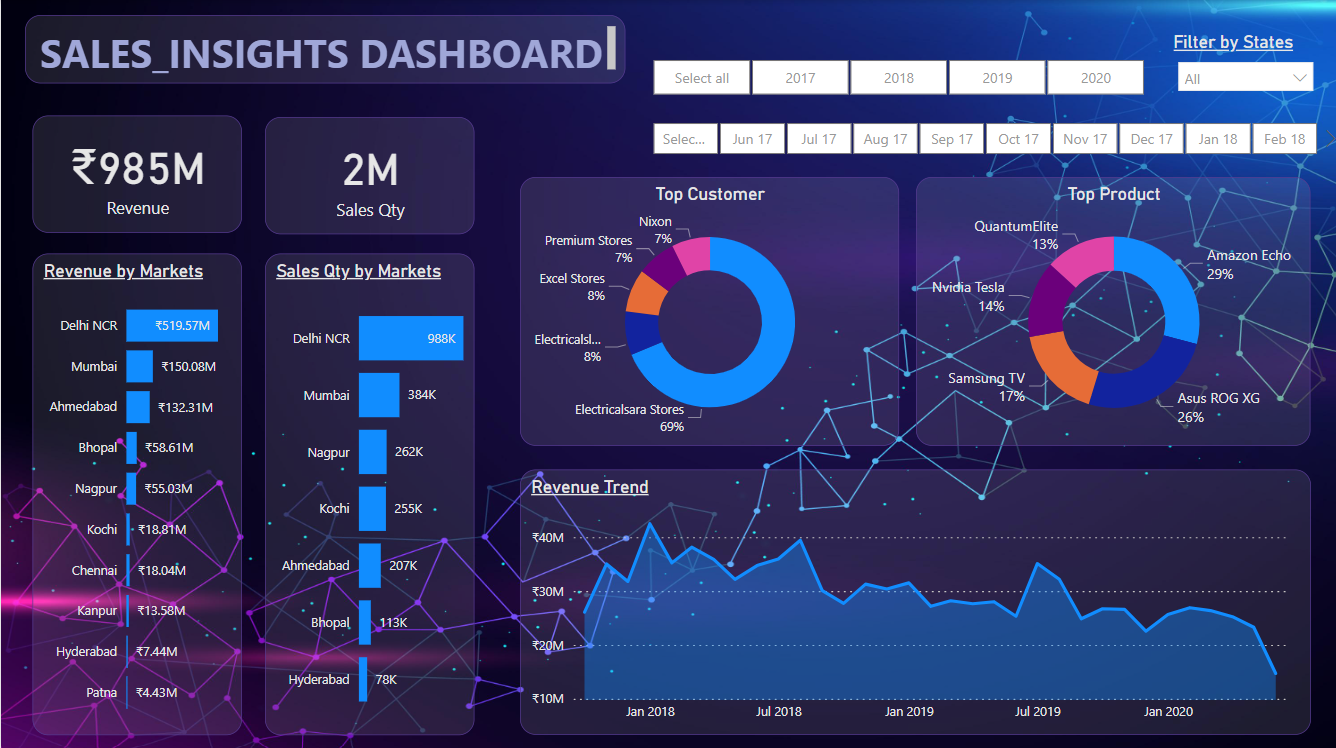 SALES_INSIGHTS DASHBOARD
Filter by States
Select all 2017 2018 2019 2020
All
Selec... Jun 17 Jul 17 Aug 17 Sep 17 Oct 17 Nov 17 Dec 17 Jan 18 Feb 18
₹985M
Revenue
2M
Sales Qty
Revenue by Markets
Delhi NCR ₹519.57M
Mumbai ₹150.08M
Ahmedabad ₹132.31M
Bhopal ₹58.61M
Nagpur ₹55.03M
Kochi ₹18.81M
Chennai ₹18.04M
Kanpur ₹13.58M
Hyderabad ₹7.44M
Patna ₹4.43M
Sales Qty by Markets
Delhi NCR 988K
Mumbai 384K
Nagpur 262K
Kochi 255K
Ahmedabad 207K
Bhopal 113K
Hyderabad 78K
Top Customer
Nixon
7%
Premium Stores
7%
Excel Stores
8%
Electricalsl...
8%
Electricalsara Stores
69%
Top Product
QuantumElite
13%
Amazon Echo
29%
Nvidia Tesla
14%
Samsung TV
17%
Asus ROG XG
26%
Revenue Trend
₹40M
₹30M
₹20M
₹10M
Jan 2018 Jul 2018 Jan 2019 Jul 2019 Jan 2020